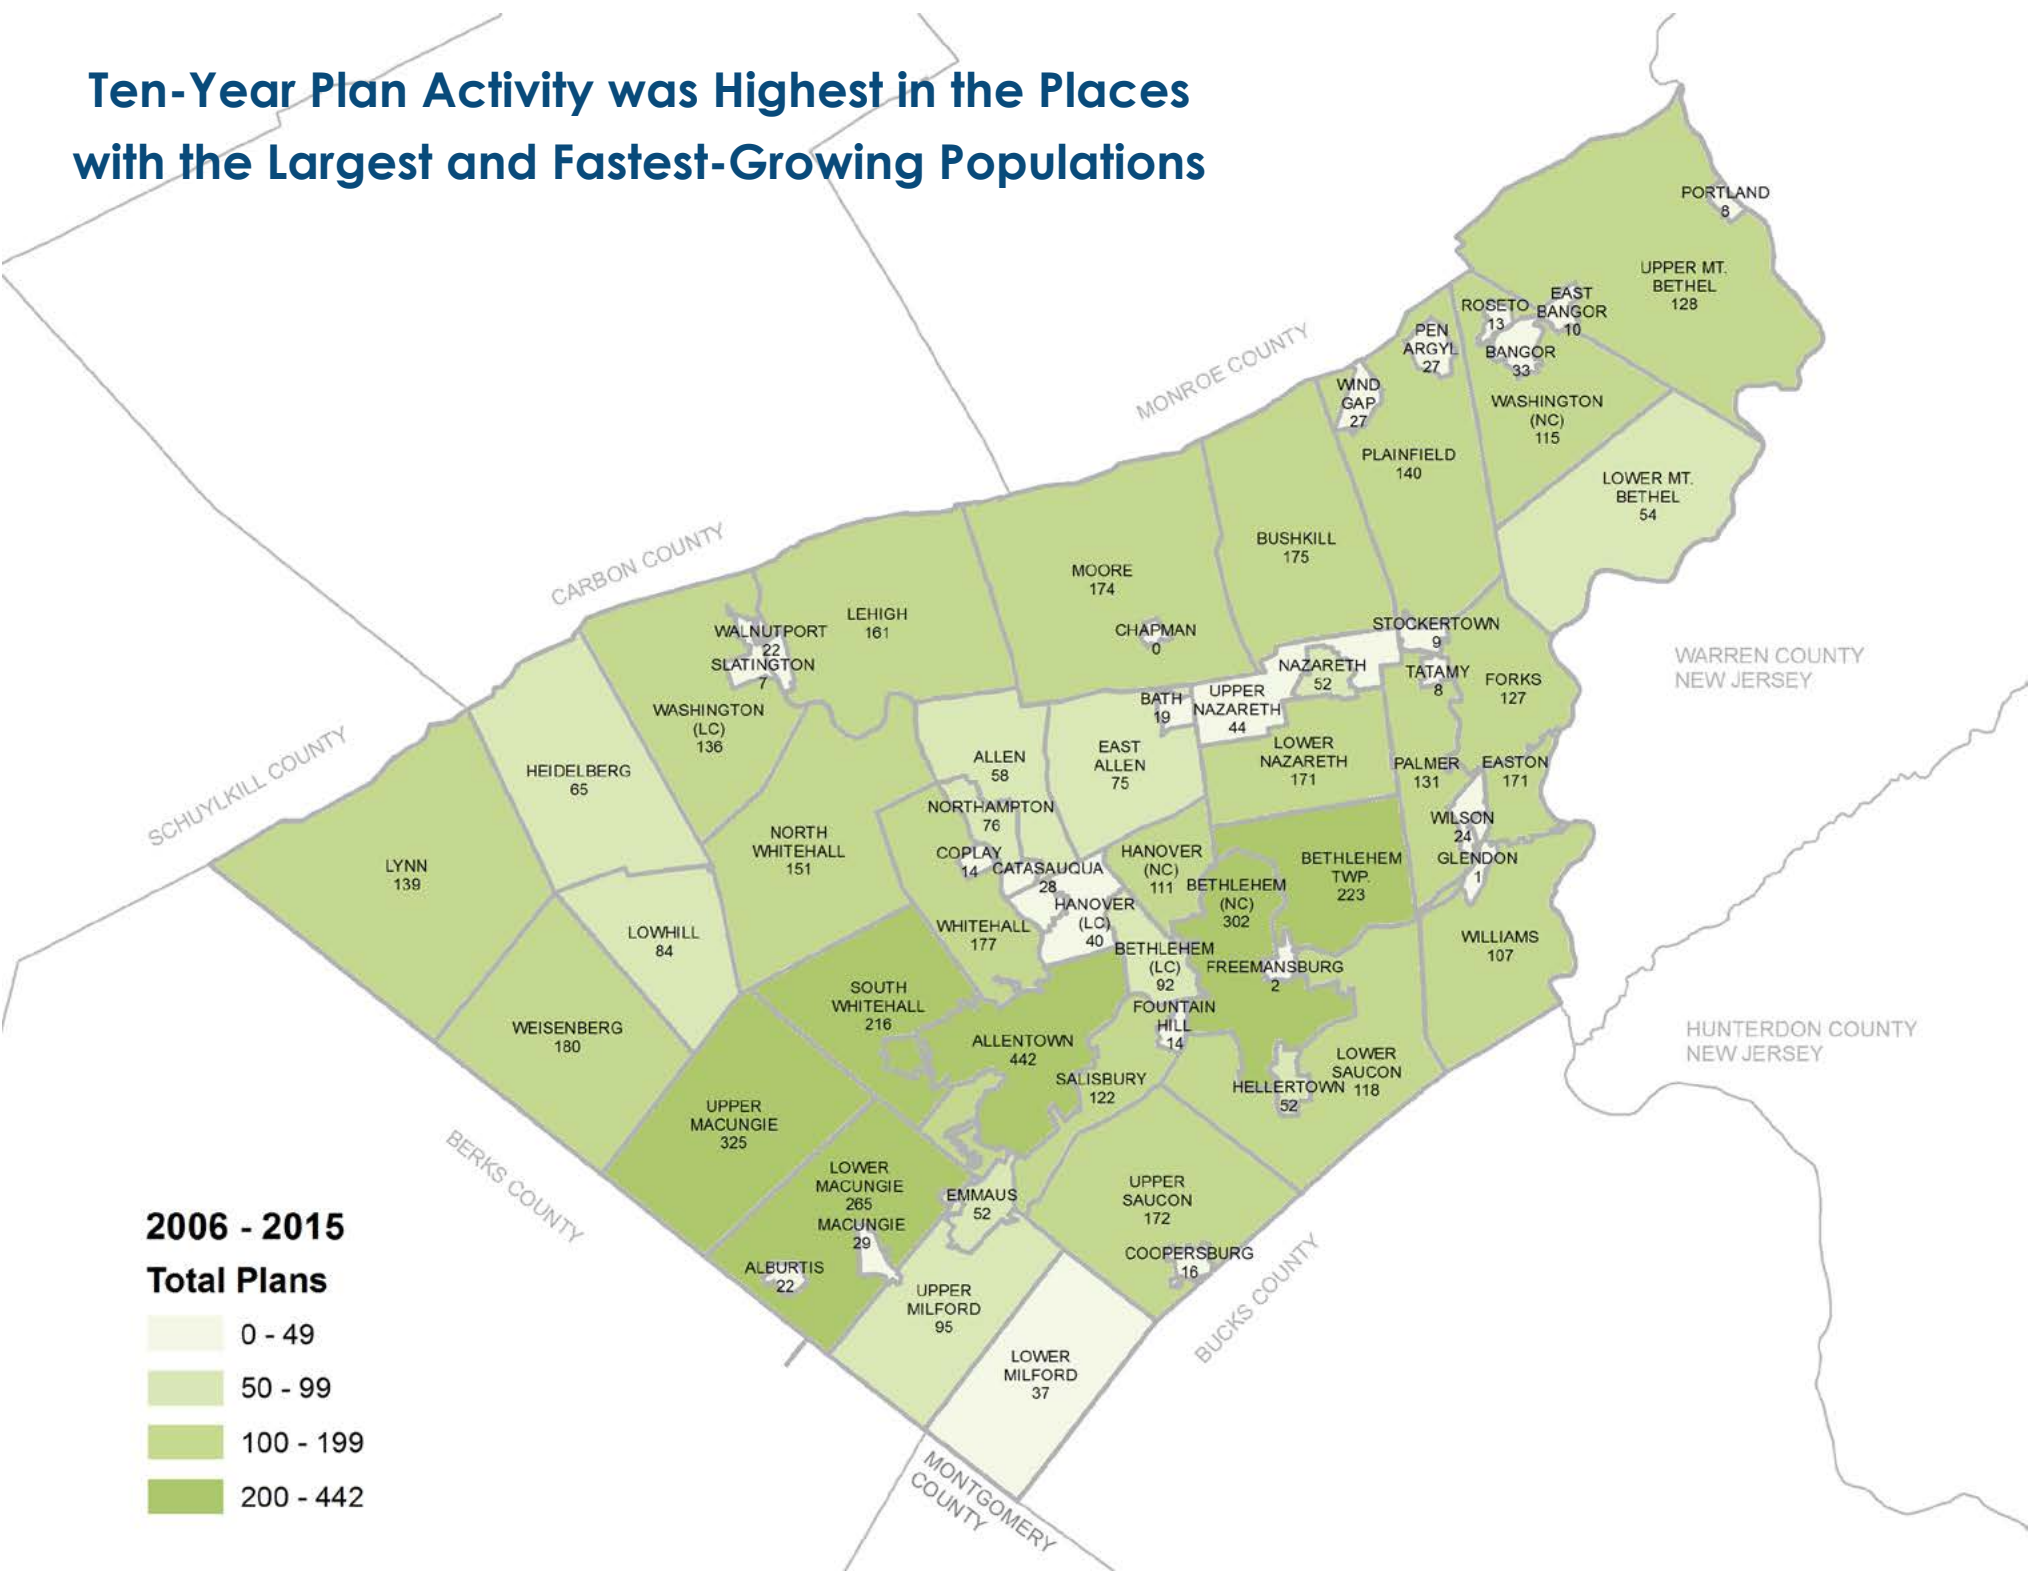 Ten-Year Plan Activity was Highest in the Places
with the Largest and Fastest-Growing Populations
PORTLAND
8
UPPER MT.
BETHEL
128
EAST
BANGOR
10
ROSETO
13
BANGOR
33
PEN
ARGYL
27
WIND
GAP
27
WASHINGTON
(NC)
115
PLAINFIELD
140
LOWER MT.
BETHEL
54
MONROE COUNTY
BUSHKILL
175
MOORE
174
CHAPMAN
0
CARBON COUNTY
LEHIGH
161
WALNUTPORT
22
SLATINGTON
7
WASHINGTON
(LC)
136
STOCKERTOWN
9
NAZARETH
52
TATAMY
8
FORKS
127
WARREN COUNTY
NEW JERSEY
BATH
19
UPPER
NAZARETH
44
LOWER
NAZARETH
171
PALMER
131
EASTON
171
ALLEN
58
EAST
ALLEN
75
HEIDELBERG
65
SCHUYLKILL COUNTY
NORTHAMPTON
76
NORTH
WHITEHALL
151
LYNN
139
COPLAY
14
CATASAUQUA
28
HANOVER
(NC)
111
WILSON
24
GLENDON
1
BETHLEHEM
TWP.
223
BETHLEHEM
(NC)
302
HANOVER
(LC)
40
WHITEHALL
177
LOWHILL
84
WILLIAMS
107
BETHLEHEM
(LC)
92
FREEMANSBURG
2
FOUNTAIN
HILL
14
SOUTH
WHITEHALL
216
WEISENBERG
180
ALLENTOWN
442
SALISBURY
122
LOWER
SAUCON
118
HELLERTOWN
52
HUNTERDON COUNTY
NEW JERSEY
UPPER
MACUNGIE
325
BERKS COUNTY
LOWER
MACUNGIE
265
MACUNGIE
29
EMMAUS
52
UPPER
SAUCON
172
COOPERSBURG
16
ALBURTIS
22
UPPER
MILFORD
95
BUCKS COUNTY
LOWER
MILFORD
37
MONTGOMERY
COUNTY
2006 - 2015
Total Plans
0 - 49
50 - 99
100 - 199
200 - 442